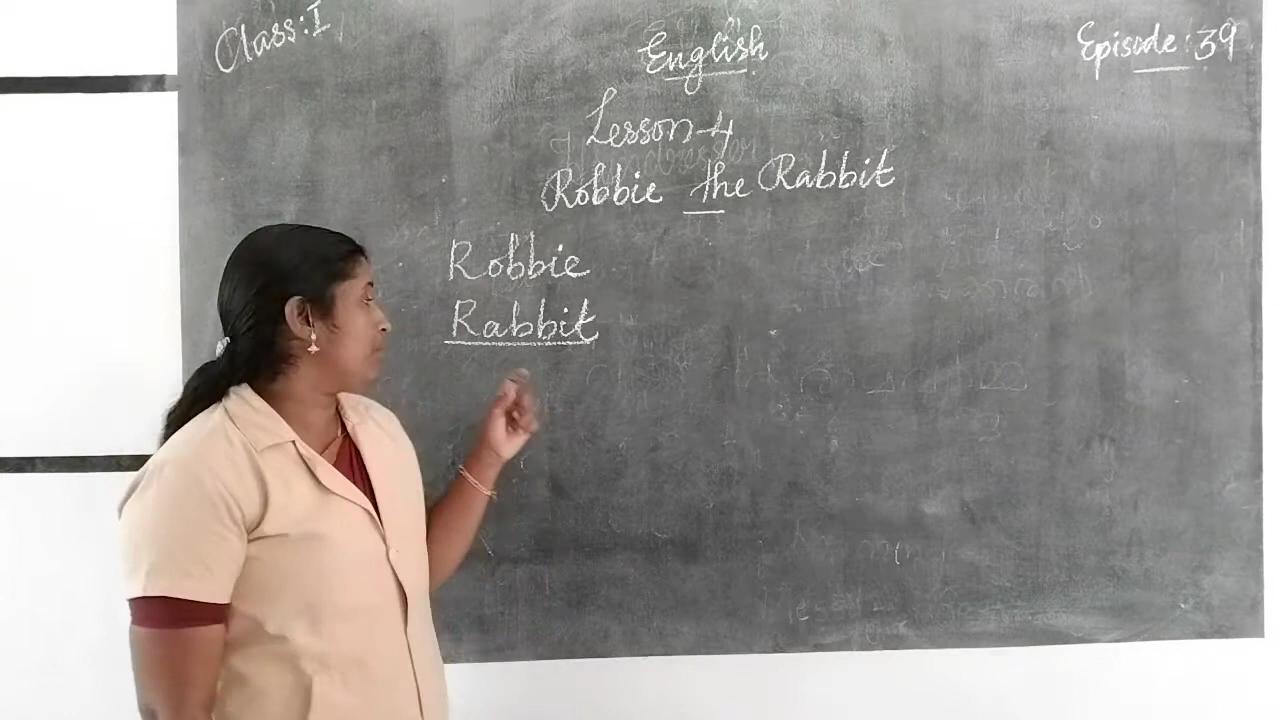 Class: I
English
Episode: 39
Lesson-4
Robbie the Rabbit
Robbie
Rabbit